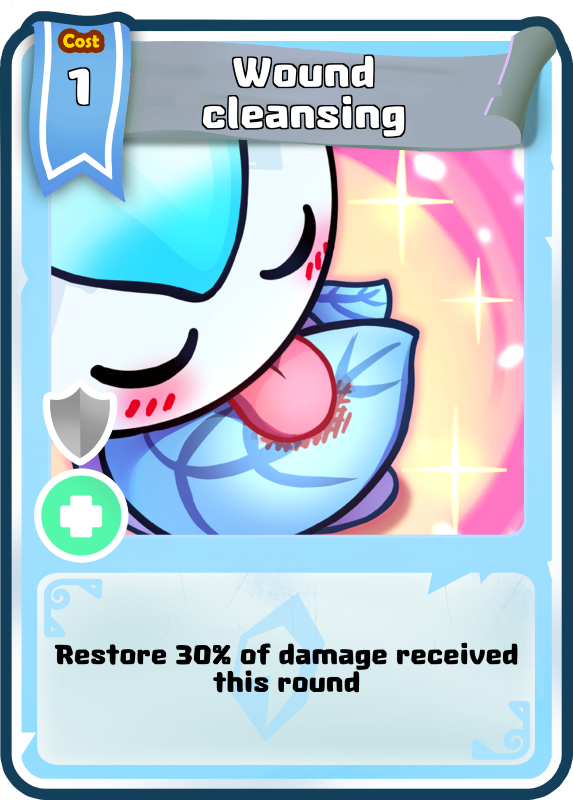 Cost
1
Wound
cleansing
Restore 30% of damage received
this round